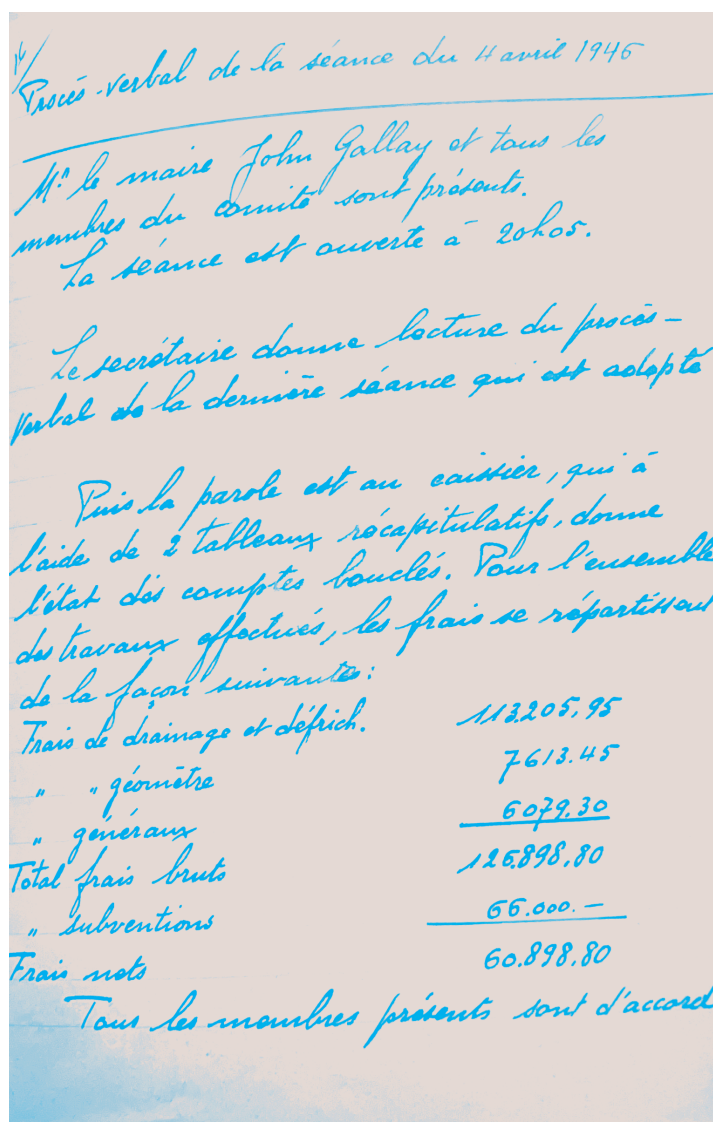 14/
Procès-verbal de la séance du 4 avril 1946
Mr le maire John Gallay et tous les
membres du comité sont présents.
La séance est ouverte à 20h05.
Le secrétaire donne lecture du procès-
verbal de la dernière séance qui est adopté
Puis la parole est au caissier, qui à
l'aide de 2 tableaux récapitulatifs, donne
l'état des comptes bouclés. Pour l'ensemble
des travaux effectués, les frais se répartissent
de la façon suivante:
Frais de drainage et défrich. 113.205,95
" " géomètre 7613.45
" généraux 6079.30
Total frais bruts 126.898,80
" subventions 66.000.—
Frais nets 60.898,80
Tous les membres présents sont d'accord